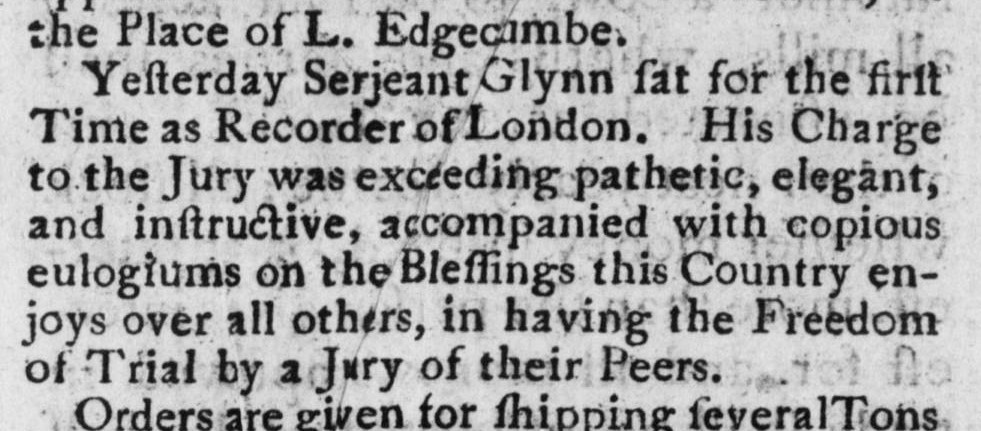 the Place of L. Edgecumbe.
Yeſterday Serjeant Glynn ſat for the firſt
Time as Recorder of London. His Charge
to the Jury was exceeding pathetic, elegant,
and inſtructive, accompanied with copious
eulogiums on the Bleſſings this Country en-
joys over all others, in having the Freedom
of Trial by a Jury of their Peers.
Orders are given for ſhipping ſeveral Tons